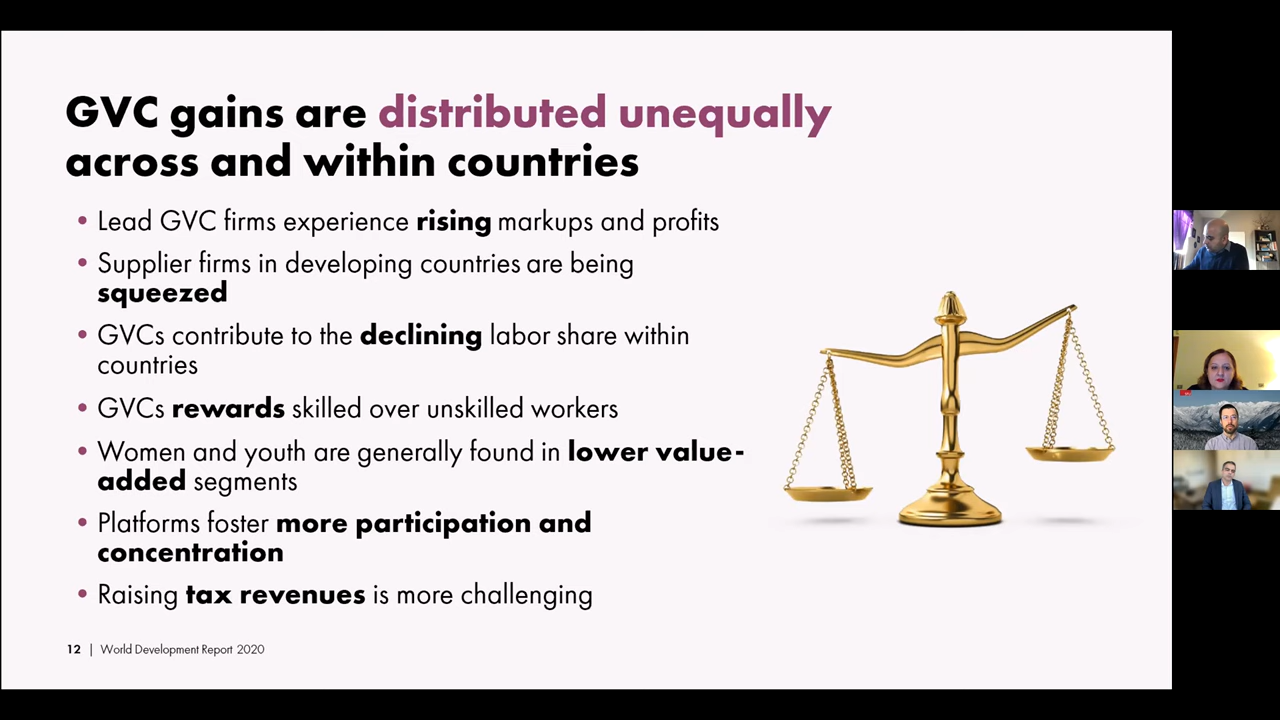 GVC gains are distributed unequally
across and within countries
• Lead GVC firms experience rising markups and profits
• Supplier firms in developing countries are being
squeezed
• GVCs contribute to the declining labor share within
countries
• GVCs rewards skilled over unskilled workers
• Women and youth are generally found in lower value-
added segments
• Platforms foster more participation and
concentration
• Raising tax revenues is more challenging
12 | World Development Report 2020